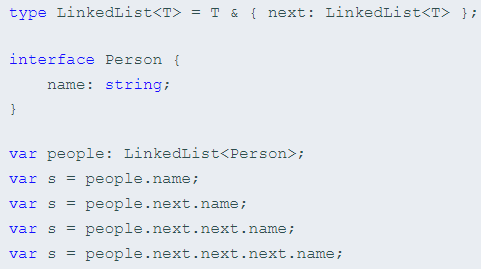 type LinkedList<T> = T & { next: LinkedList<T> };
interface Person {
    name: string;
}
var people: LinkedList<Person>;
var s = people.name;
var s = people.next.name;
var s = people.next.next.name;
var s = people.next.next.next.name;